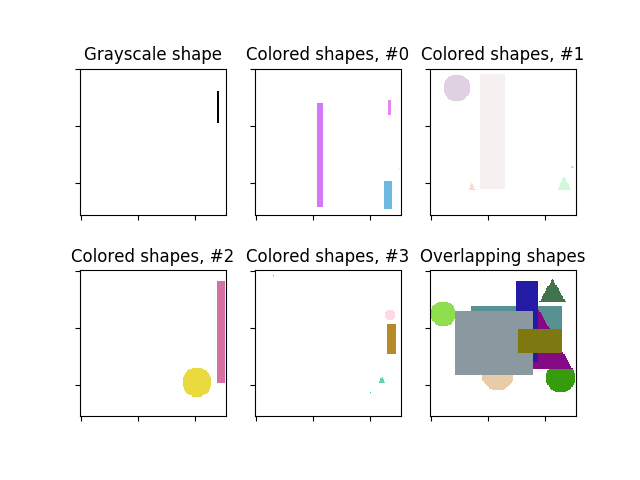 Grayscale shape
Colored shapes, #0
Colored shapes, #1
Colored shapes, #2
Colored shapes, #3
Overlapping shapes